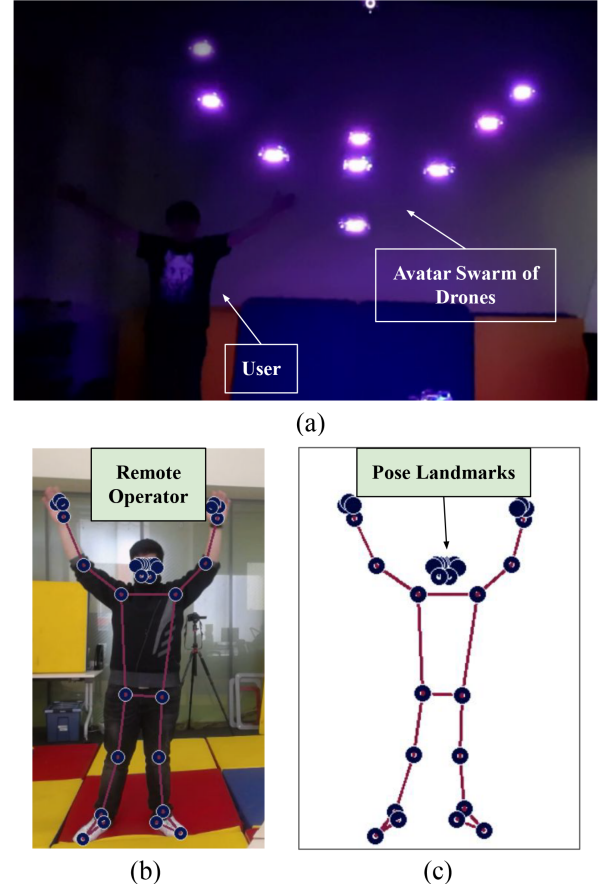 Avatar Swarm of
Drones
User
(a)
Remote
Operator
Pose Landmarks
(b)
(c)